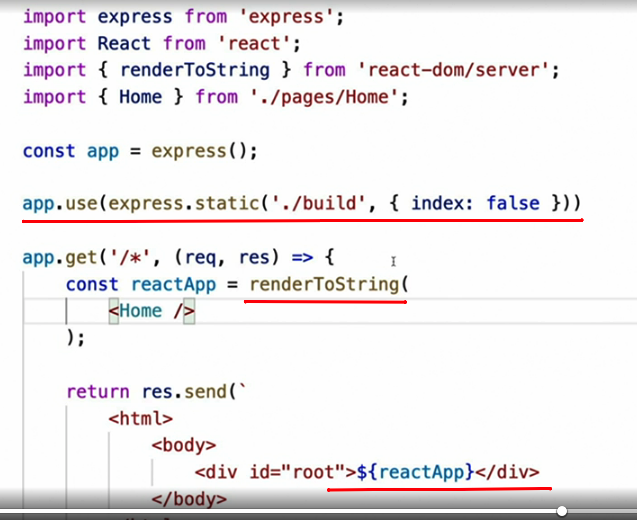 import express from 'express';
import React from 'react';
import { renderToString } from 'react-dom/server';
import { Home } from './pages/Home';
const app = express();
app.use(express.static('./build', { index: false }))
app.get('/*', (req, res) => {
const reactApp = renderToString(
<Home />
);
return res.send(`
<html>
<body>
<div id="root">${reactApp}</div>
</body>